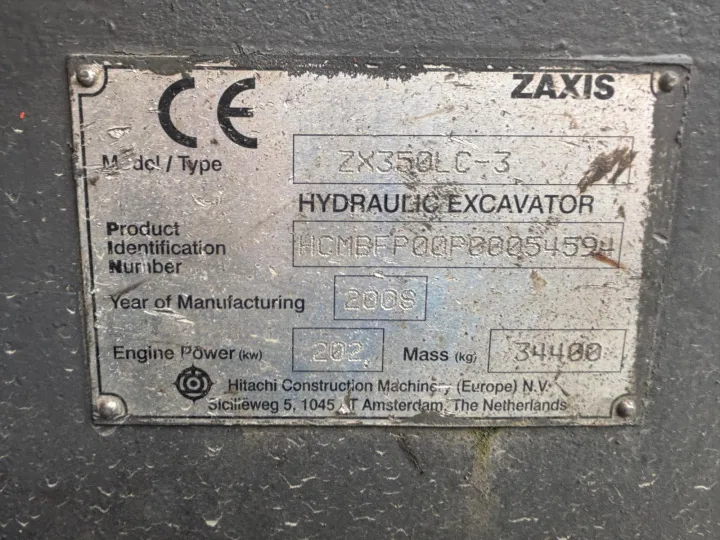 CE ZAXIS
Model / Type ZX350LC-3
HYDRAULIC EXCAVATOR
Product
Identification
Number HCMBFP00P00054594
Year of Manufacturing 2008
Engine Power (kw) 202 Mass (kg) 34400
Hitachi Construction Machinery (Europe) N.V.
Siciliëweg 5, 1045 AT Amsterdam, The Netherlands